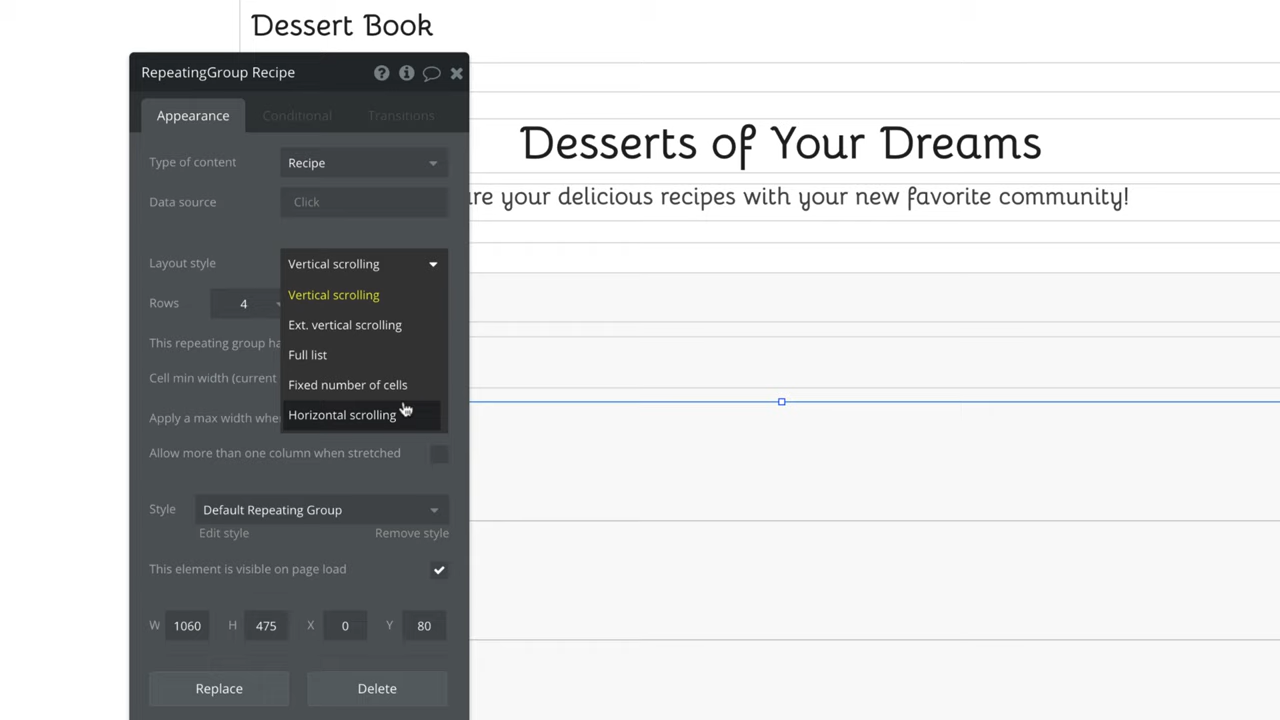 Dessert Book
RepeatingGroup Recipe
Appearance Conditional Transitions
Type of content Recipe
Data source Click
Layout style Vertical scrolling
Vertical scrolling
Ext. vertical scrolling
Full list
Fixed number of cells
Horizontal scrolling
Rows 4
This repeating group ha
Cell min width (current
Apply a max width whe
Allow more than one column when stretched
Style Default Repeating Group
Edit style Remove style
This element is visible on page load
W 1060 H 475 X 0 Y 80
Replace Delete
Desserts of Your Dreams
re your delicious recipes with your new favorite community!